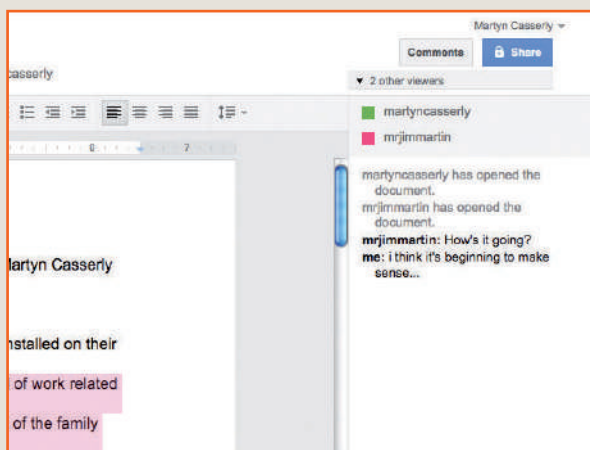 Martyn Casserly
Comments
Share
casserly
2 other viewers
martyncasserly
mrjimmartin
martyncasserly has opened the
document.
mrjimmartin has opened the
document.
mrjimmartin: How's it going?
me: i think it's beginning to make
sense...
7
Martyn Casserly
nstalled on their
of work related
of the family